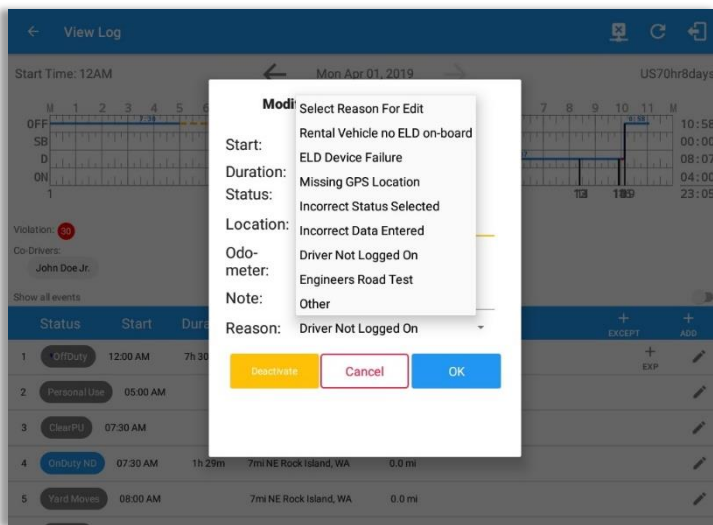 View Log
Start Time: 12AM
Mon Apr 01, 2019
US70hr8days
M 1 2 3 4 5 6 7 8 9 10 11 M
OFF 10:58
SB 00:00
D 08:07
ON 04:00
1 23:05
Violation: 30
Co-Drivers:
John Doe Jr.
Show all events
Status Start Dura
EXCEPT
ADD
1 OffDuty 12:00 AM 7h 30
EXP
2 Personal Use 05:00 AM
3 ClearPU 07:30 AM
4 OnDuty ND 07:30 AM 1h 29m 7mi NE Rock Island, WA 0.0 mi
5 Yard Moves 08:00 AM 7mi NE Rock Island, WA 0.0 mi
Modi
Start:
Duration:
Status:
Location:
Odo-
meter:
Note:
Reason: Driver Not Logged On
Select Reason For Edit
Rental Vehicle no ELD on-board
ELD Device Failure
Missing GPS Location
Incorrect Status Selected
Incorrect Data Entered
Driver Not Logged On
Engineers Road Test
Other
Deactivate
Cancel
OK